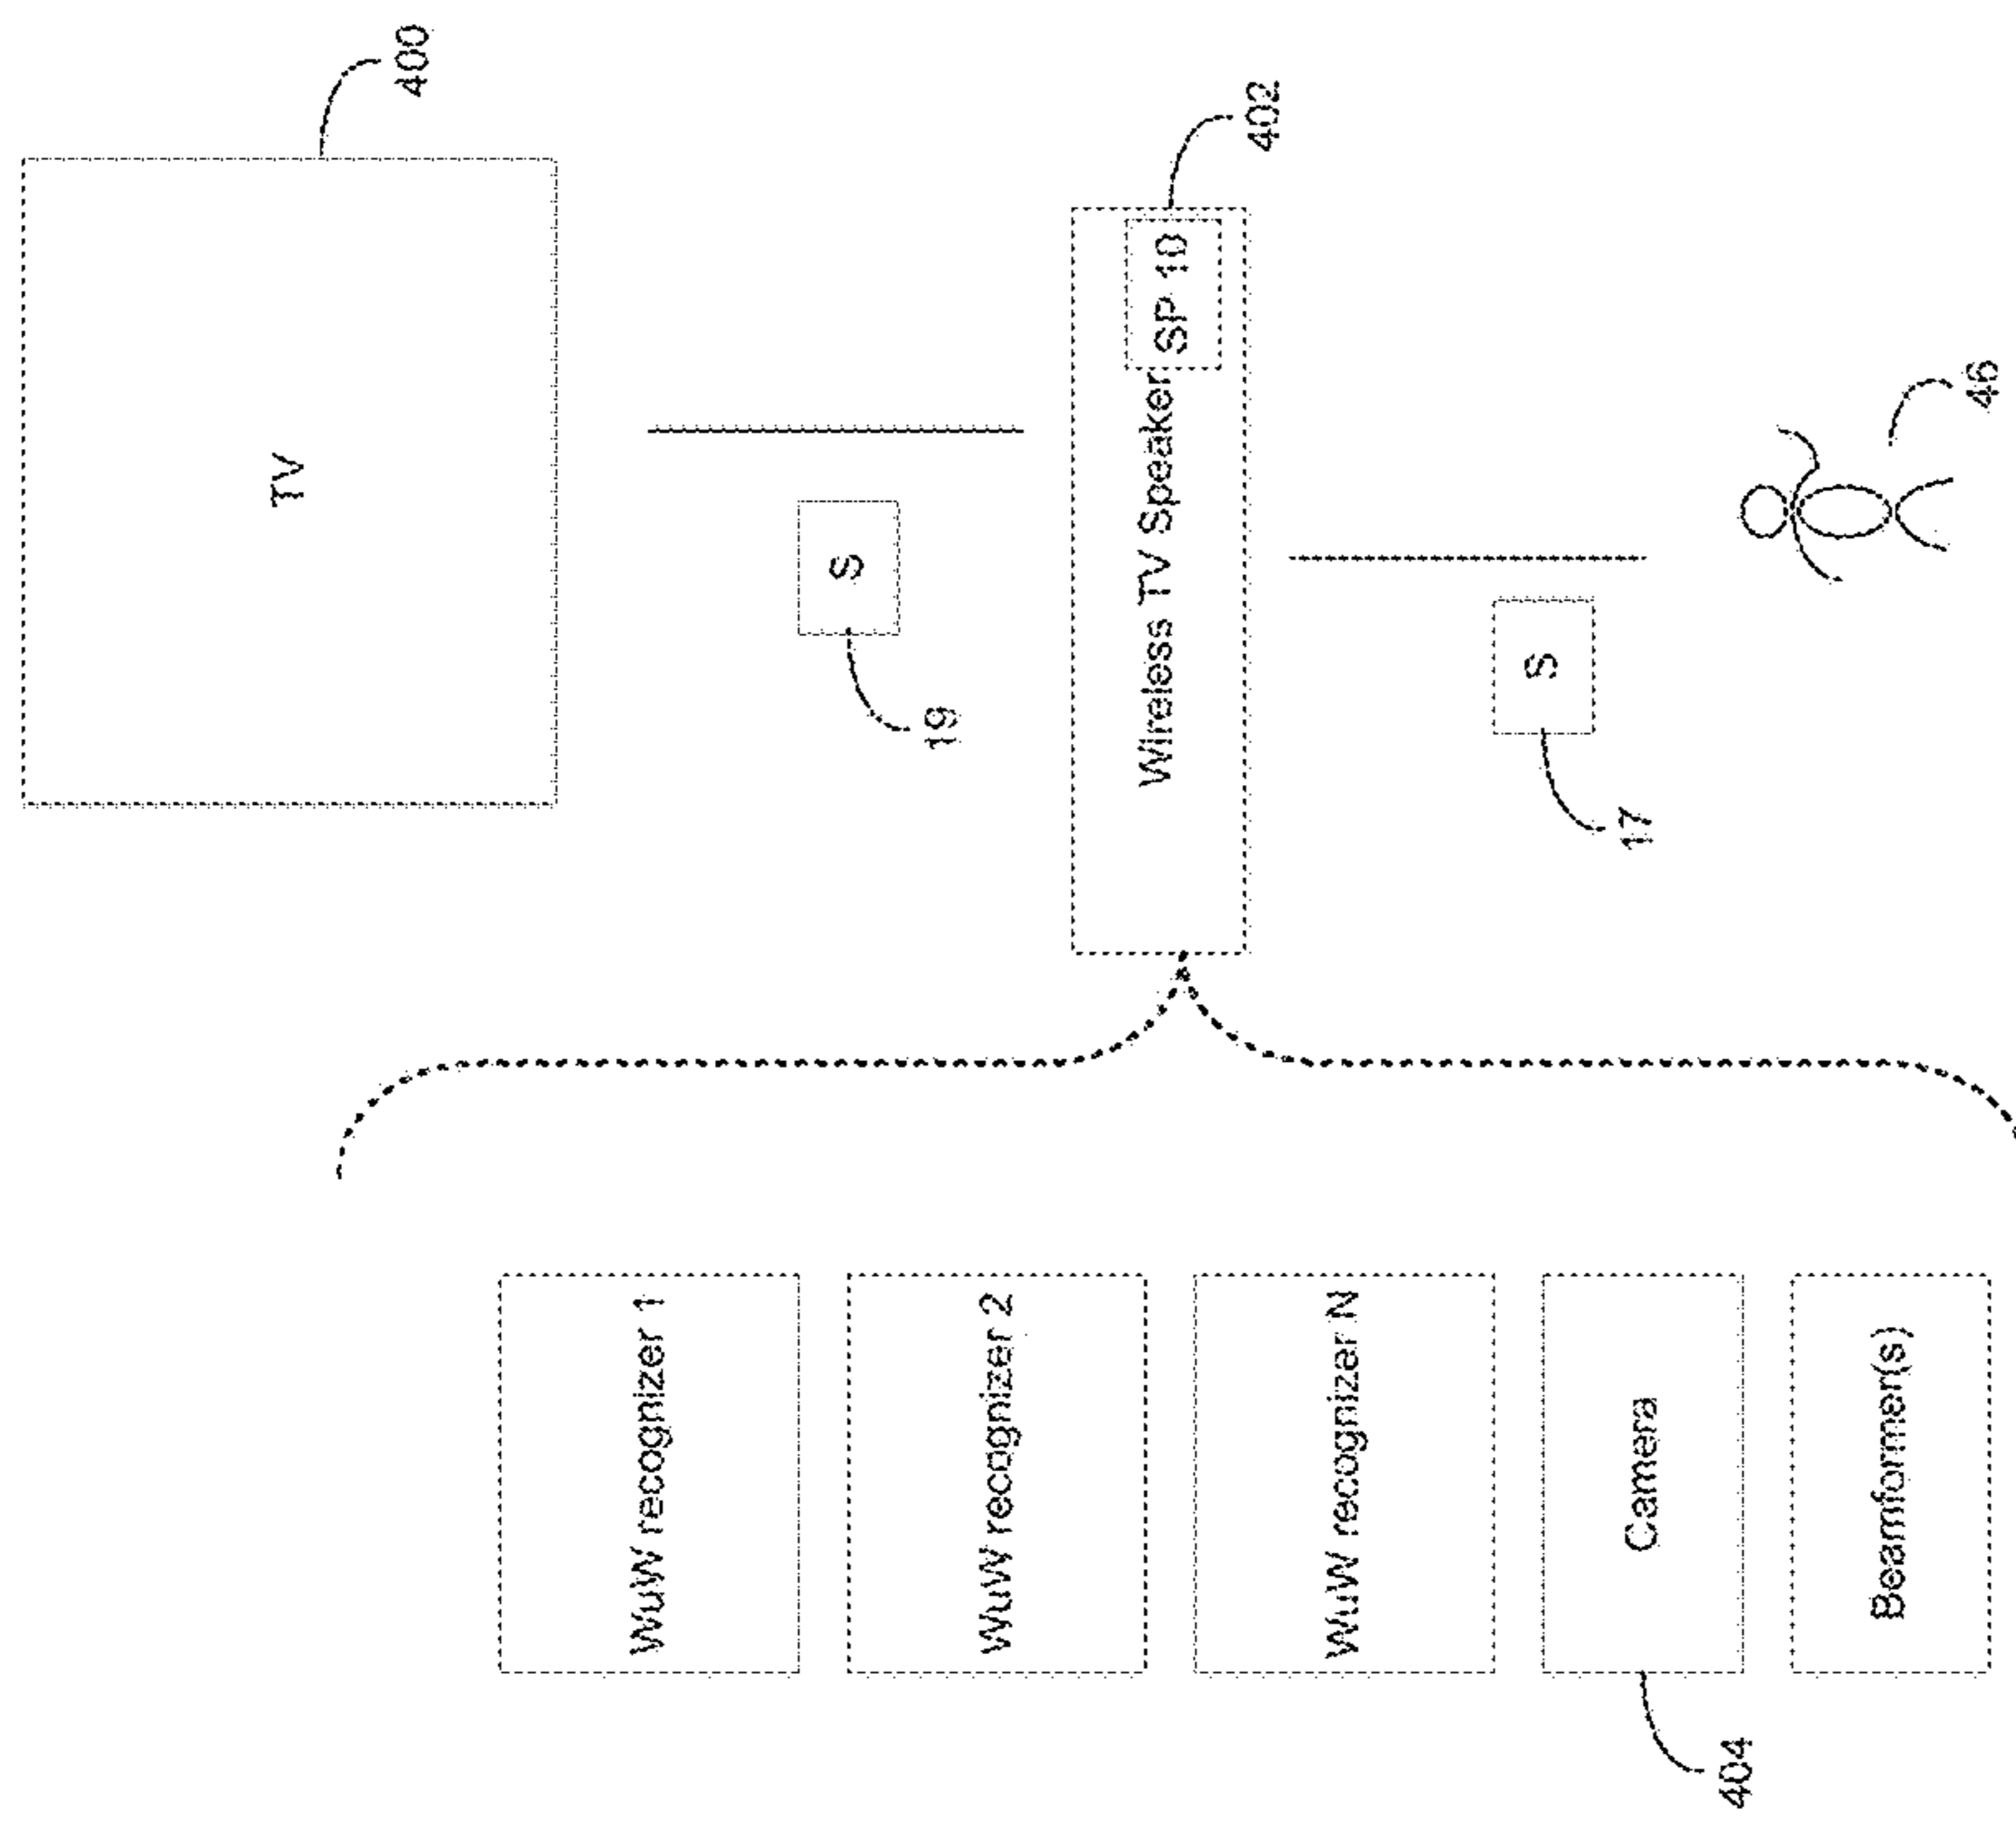 TV
400
S
19
Wireless TV Speaker
SP 10
402
S
17
46
WuW recognizer 1
WuW recognizer 2
WuW recognizer N
Camera
404
Beamformer(s)